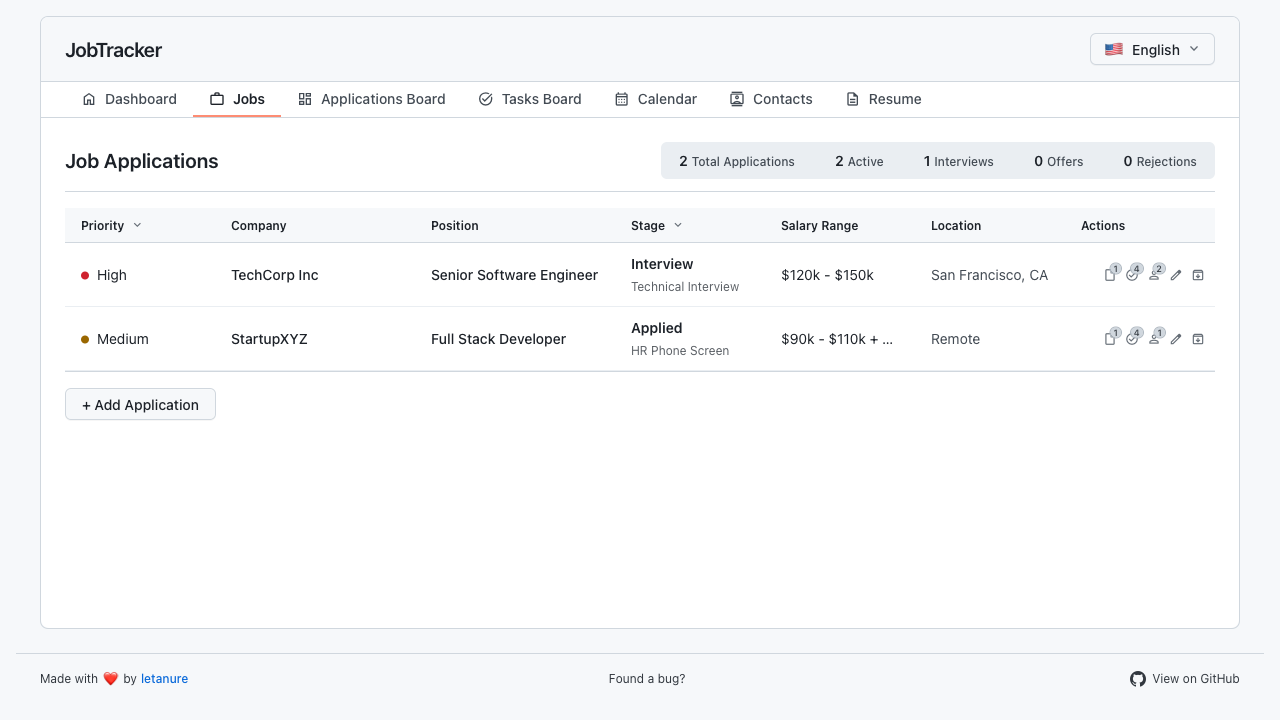 JobTracker
English
Dashboard Jobs Applications Board Tasks Board Calendar Contacts Resume
Job Applications
2 Total Applications 2 Active 1 Interviews 0 Offers 0 Rejections
Priority Company Position Stage Salary Range Location Actions
High TechCorp Inc Senior Software Engineer Interview Technical Interview $120k - $150k San Francisco, CA 1 4 2
Medium StartupXYZ Full Stack Developer Applied HR Phone Screen $90k - $110k + ... Remote 1 4 1
+ Add Application
Made with ❤️ by letanure Found a bug? View on GitHub